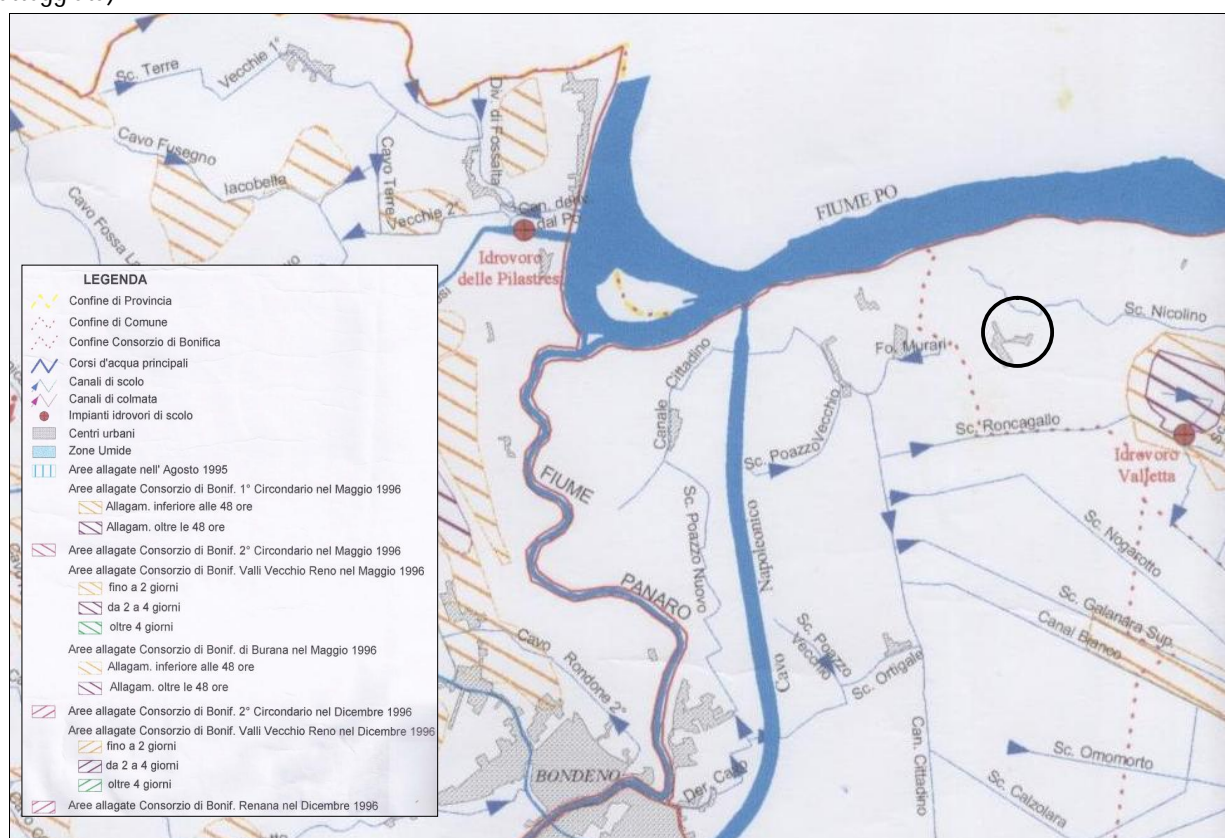 Sc. Terre
Vecchie 1°
Div. di Fossalta
Cavo Fusegno
Iacobella
Cavo Terre
Vecchie 2°
Can. deriv.
dal Po
Idrovoro
delle Pilastresi
FIUME PO
Sc. Nicolino
Fo. Murari
Cittadino
Canale
Sc. Poazzo Vecchio
Sc. Roncagallo
Idrovoro
Valletta
FIUME
PANARO
Sc. Poazzo Nuovo
Napoleonico
Cavo
Sc. Nogarotto
Sc. Galanara Sup.
Canal Bianco
Sc. Poazzo
Vecchio
Sc. Ortigale
Cavo Rondone 2°
BONDENO
Der. Cavo
Can. Cittadino
Sc. Omomorto
Sc. Calzolara
LEGENDA
Confine di Provincia
Confine di Comune
Confine Consorzio di Bonifica
Corsi d'acqua principali
Canali di scolo
Canali di colmata
Impianti idrovori di scolo
Centri urbani
Zone Umide
Aree allagate nell' Agosto 1995
Aree allagate Consorzio di Bonif. 1° Circondario nel Maggio 1996
Allagam. inferiore alle 48 ore
Allagam. oltre le 48 ore
Aree allagate Consorzio di Bonif. 2° Circondario nel Maggio 1996
Aree allagate Consorzio di Bonif. Valli Vecchio Reno nel Maggio 1996
fino a 2 giorni
da 2 a 4 giorni
oltre 4 giorni
Aree allagate Consorzio di Bonif. di Burana nel Maggio 1996
Allagam. inferiore alle 48 ore
Allagam. oltre le 48 ore
Aree allagate Consorzio di Bonif. 2° Circondario nel Dicembre 1996
Aree allagate Consorzio di Bonif. Valli Vecchio Reno nel Dicembre 1996
fino a 2 giorni
da 2 a 4 giorni
oltre 4 giorni
Aree allagate Consorzio di Bonif. Renana nel Dicembre 1996